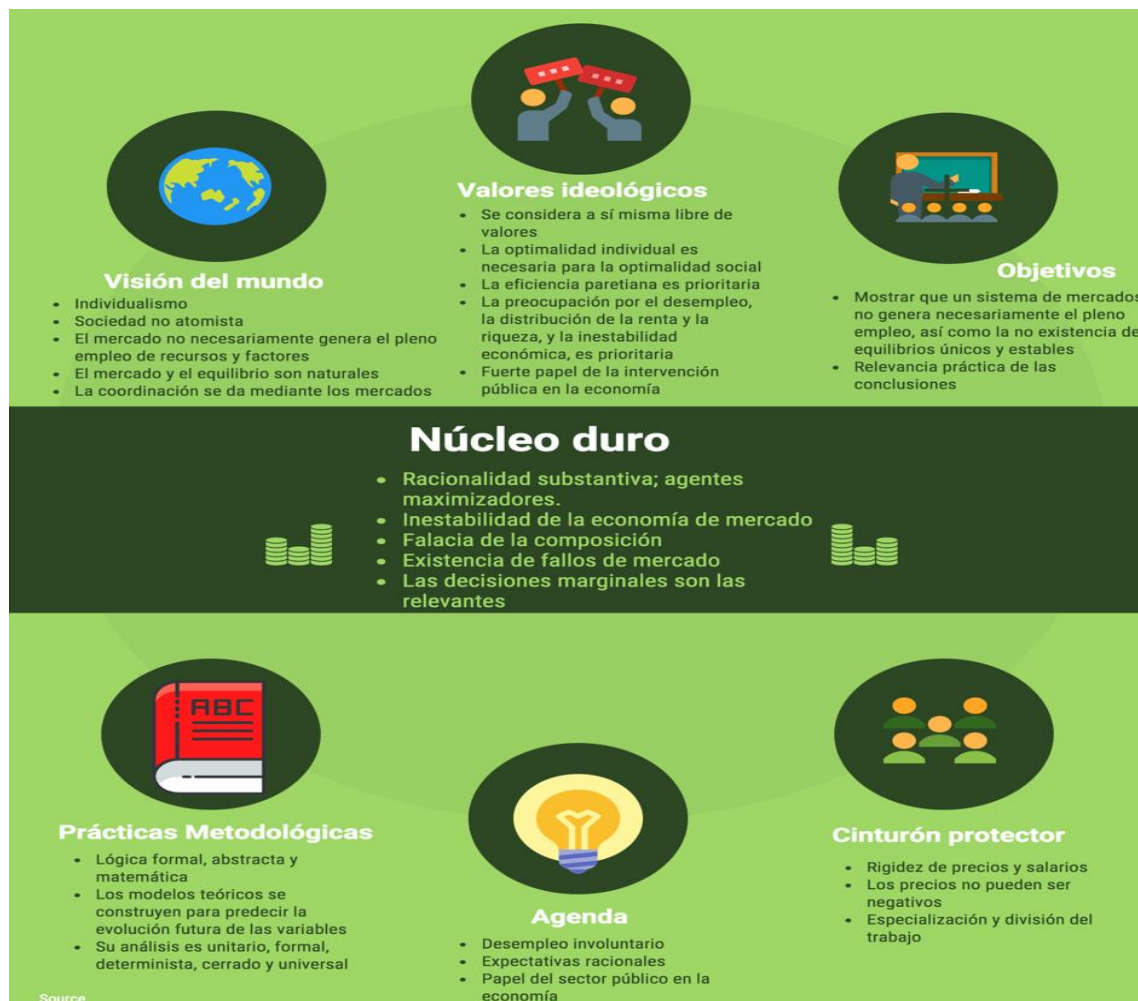 Valores ideológicos
• Se considera a sí misma libre de
valores
• La optimalidad individual es
necesaria para la optimalidad social
• La eficiencia paretiana es prioritaria
• La preocupación por el desempleo,
la distribución de la renta y la
riqueza, y la inestabilidad
económica, es prioritaria
• Fuerte papel de la intervención
pública en la economía
Visión del mundo
• Individualismo
• Sociedad no atomista
• El mercado no necesariamente genera el pleno
empleo de recursos y factores
• El mercado y el equilibrio son naturales
• La coordinación se da mediante los mercados
Objetivos
• Mostrar que un sistema de mercados
no genera necesariamente el pleno
empleo, así como la no existencia de
equilibrios únicos y estables
• Relevancia práctica de las
conclusiones
Núcleo duro
• Racionalidad substantiva; agentes
maximizadores.
• Inestabilidad de la economía de mercado
• Falacia de la composición
• Existencia de fallos de mercado
• Las decisiones marginales son las
relevantes
ABC
Prácticas Metodológicas
• Lógica formal, abstracta y
matemática
• Los modelos teóricos se
construyen para predecir la
evolución futura de las variables
• Su análisis es unitario, formal,
determinista, cerrado y universal
Agenda
• Desempleo involuntario
• Expectativas racionales
• Papel del sector público en la
economía
Cinturón protector
• Rigidez de precios y salarios
• Los precios no pueden ser
negativos
• Especialización y división del
trabajo
Source